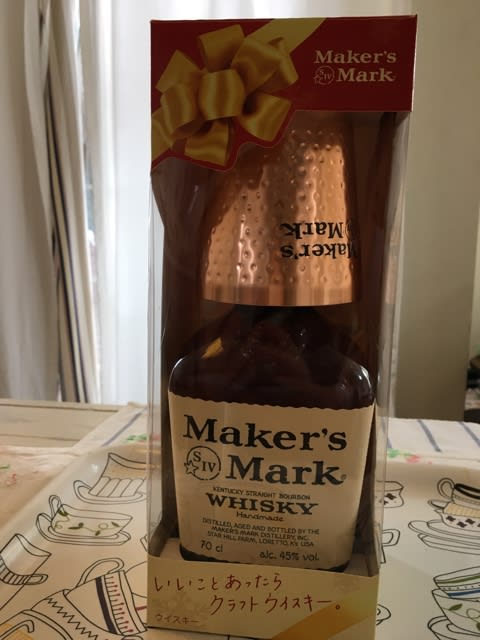 Maker's
SIV Mark
Maker's
Mark
Maker's
SIV Mark®
KENTUCKY STRAIGHT BOURBON
WHISKY
Handmade
DISTILLED, AGED AND BOTTLED BY THE
MAKER'S MARK DISTILLERY, INC.
STAR HILL FARM, LORETTO, KY. USA
70 cl alc. 45% vol.
いいことあったら
クラフトウイスキー。
ウイスキー